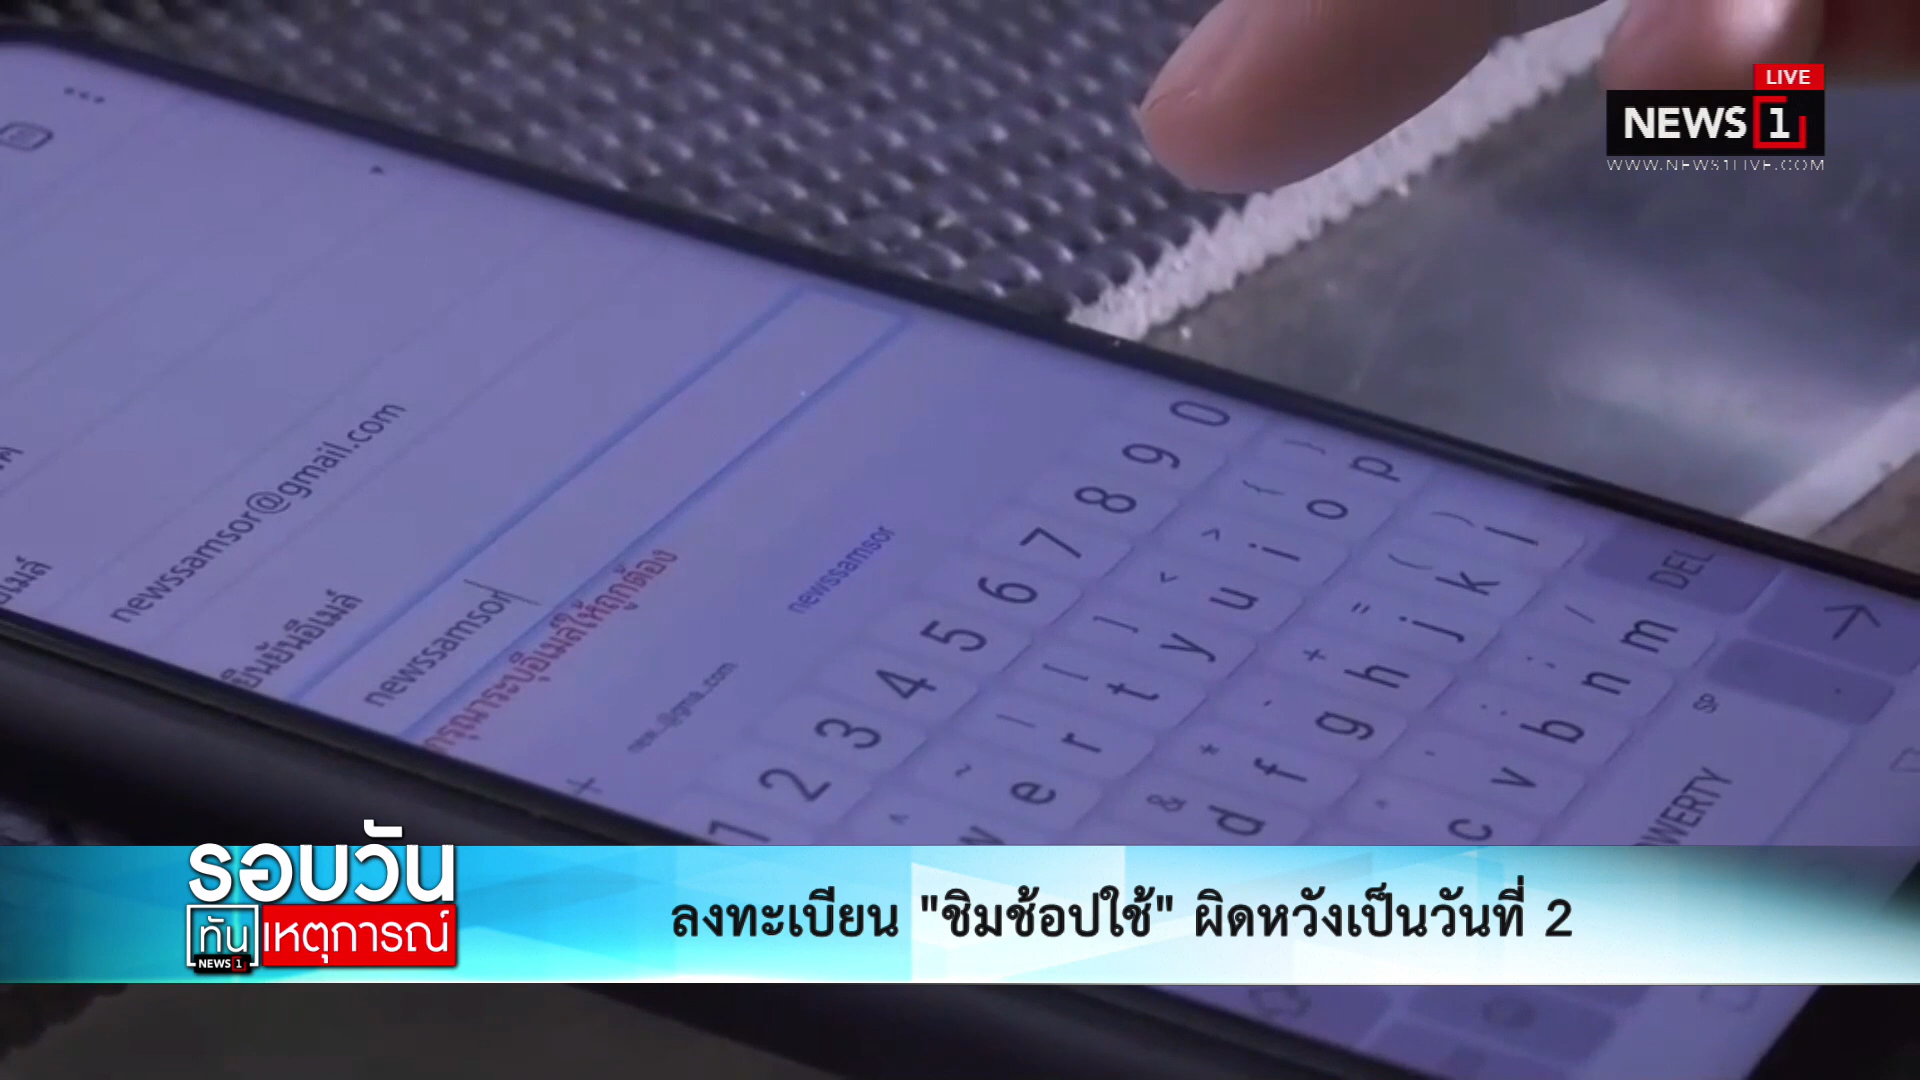 LIVE
NEWS 1
WWW.NEWS1LIVE.COM
newssamsor@gmail.com
ยืนยันอีเมล์
newssamsor
กรุณาระบุอีเมล์ให้ถูกต้อง
newssamsor
+
1 2 3 4 5 6 7 8 9 0
w e r t y u i o p
d f g h j k l
c v b n m DEL
QWERTY SP
รอบวัน
ทัน เหตุการณ์
NEWS 1
ลงทะเบียน "ชิมช้อปใช้" ผิดหวังเป็นวันที่ 2